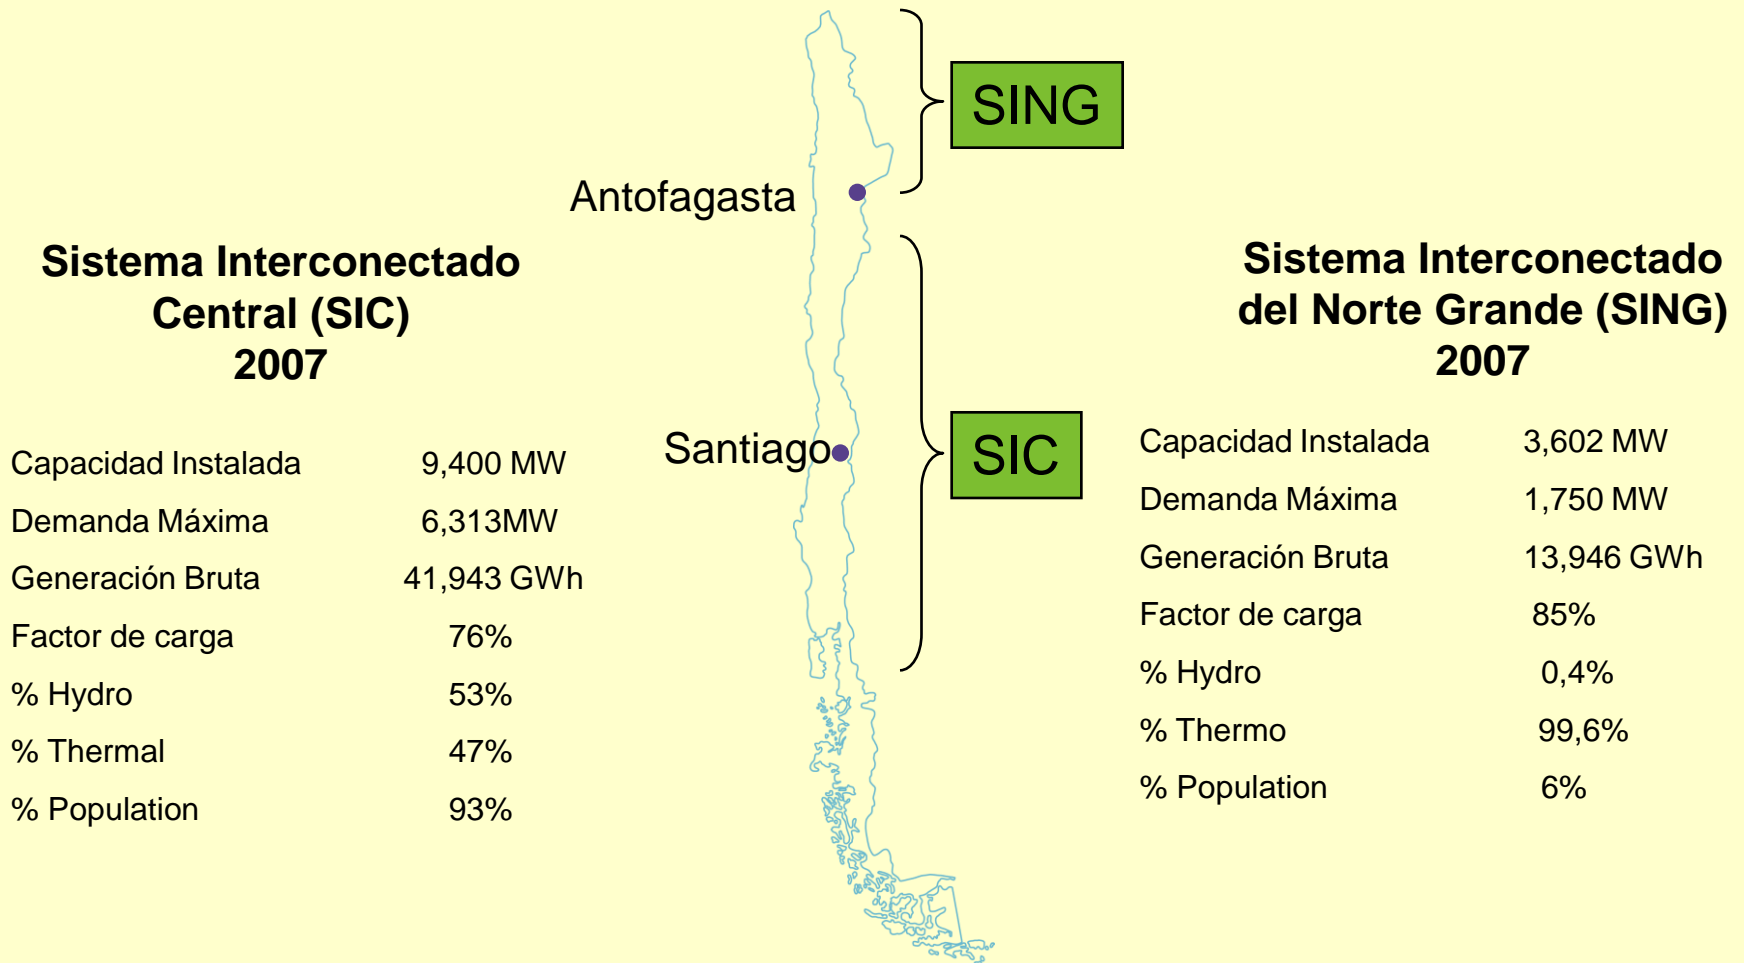 SING
Antofagasta
Sistema Interconectado
Central (SIC)
2007
Sistema Interconectado
del Norte Grande (SING)
2007
Santiago
SIC
Capacidad Instalada 9,400 MW
Demanda Máxima 6,313MW
Generación Bruta 41,943 GWh
Factor de carga 76%
% Hydro 53%
% Thermal 47%
% Population 93%
Capacidad Instalada 3,602 MW
Demanda Máxima 1,750 MW
Generación Bruta 13,946 GWh
Factor de carga 85%
% Hydro 0,4%
% Thermo 99,6%
% Population 6%